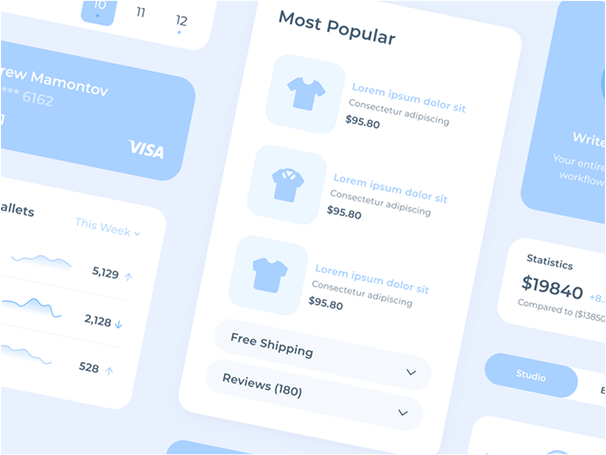 10 11 12
rew Mamontov
*** 6162
VISA
allets
This Week
5,129
2,128
528
Most Popular
Lorem ipsum dolor sit
Consectetur adipiscing
$95.80
Lorem ipsum dolor sit
Consectetur adipiscing
$95.80
Lorem ipsum dolor sit
Consectetur adipiscing
$95.80
Free Shipping
Reviews (180)
Write
Your entire
workflow
Statistics
$19840 +8.
Compared to ($13850
Studio